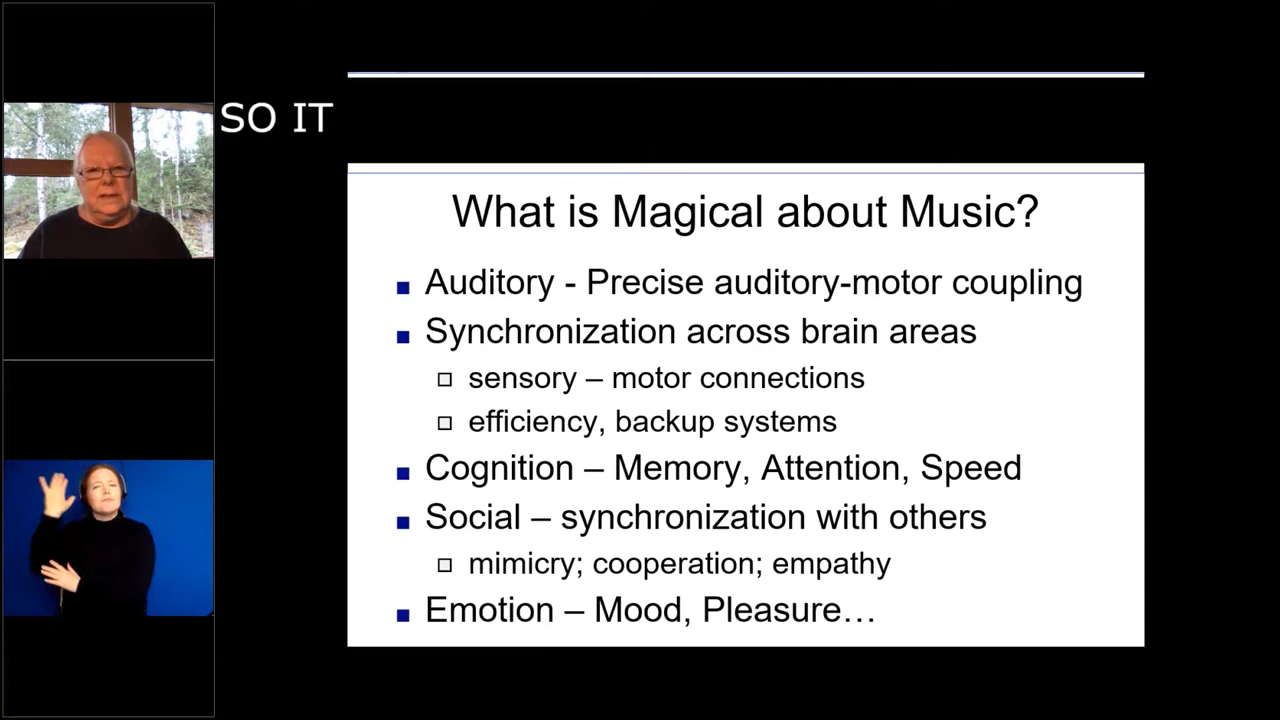 SO IT
What is Magical about Music?
Auditory - Precise auditory-motor coupling
Synchronization across brain areas
sensory – motor connections
efficiency, backup systems
Cognition – Memory, Attention, Speed
Social – synchronization with others
mimicry; cooperation; empathy
Emotion – Mood, Pleasure…